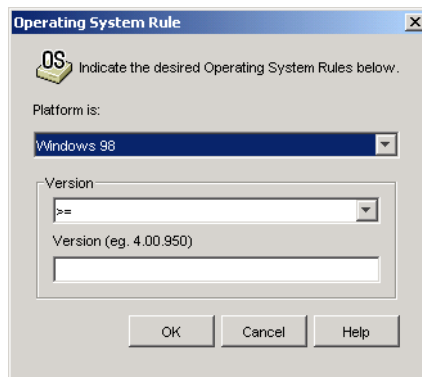 Operating System Rule
OS
Indicate the desired Operating System Rules below.
Platform is:
Windows 98
Version
>=
Version (eg. 4.00.950)
OK Cancel Help